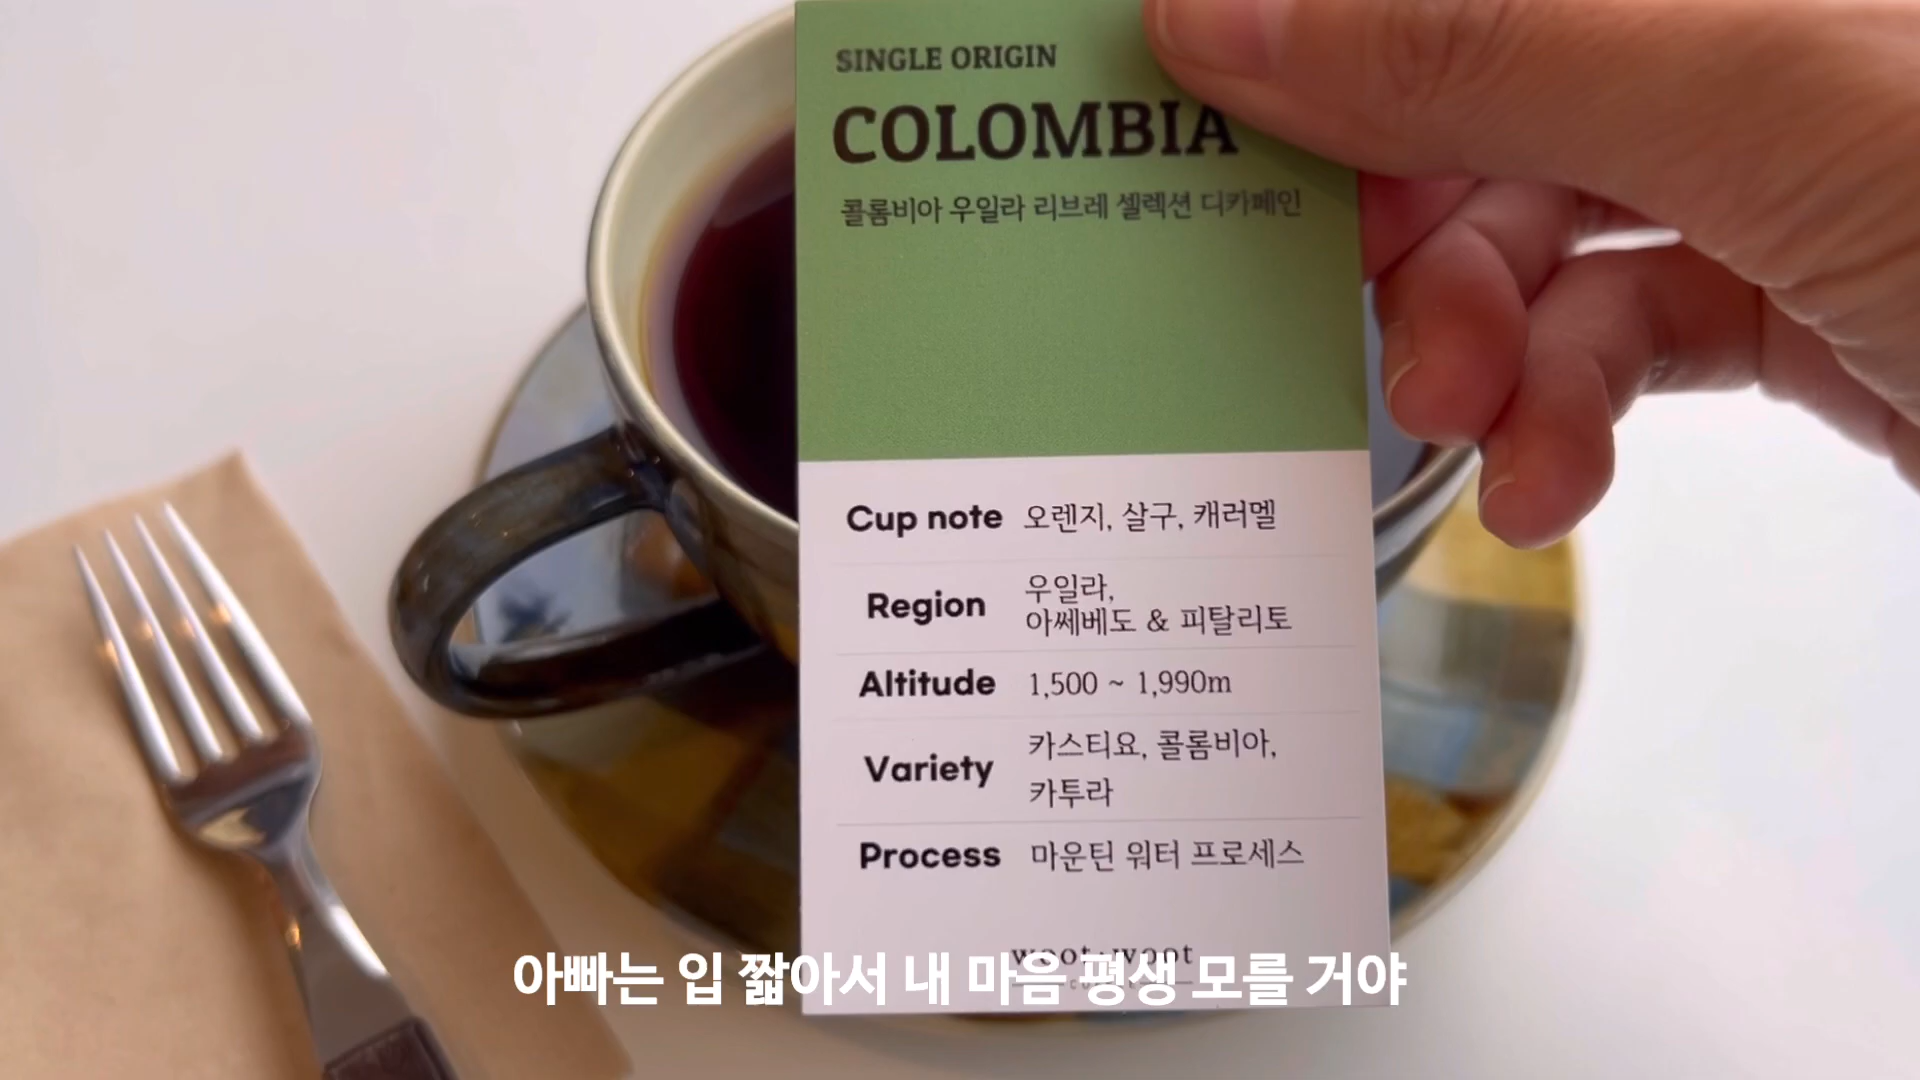 SINGLE ORIGIN
COLOMBIA
콜롬비아 우일라 리브레 셀렉션 디카페인
Cup note 오렌지, 살구, 캐러멜
Region 우일라,
아쎄베도 & 피탈리토
Altitude 1,500 ~ 1,990m
Variety 카스티요, 콜롬비아,
카투라
Process 마운틴 워터 프로세스
woot woot
아빠는 입 짧아서 내 마음 평생 모를 거야